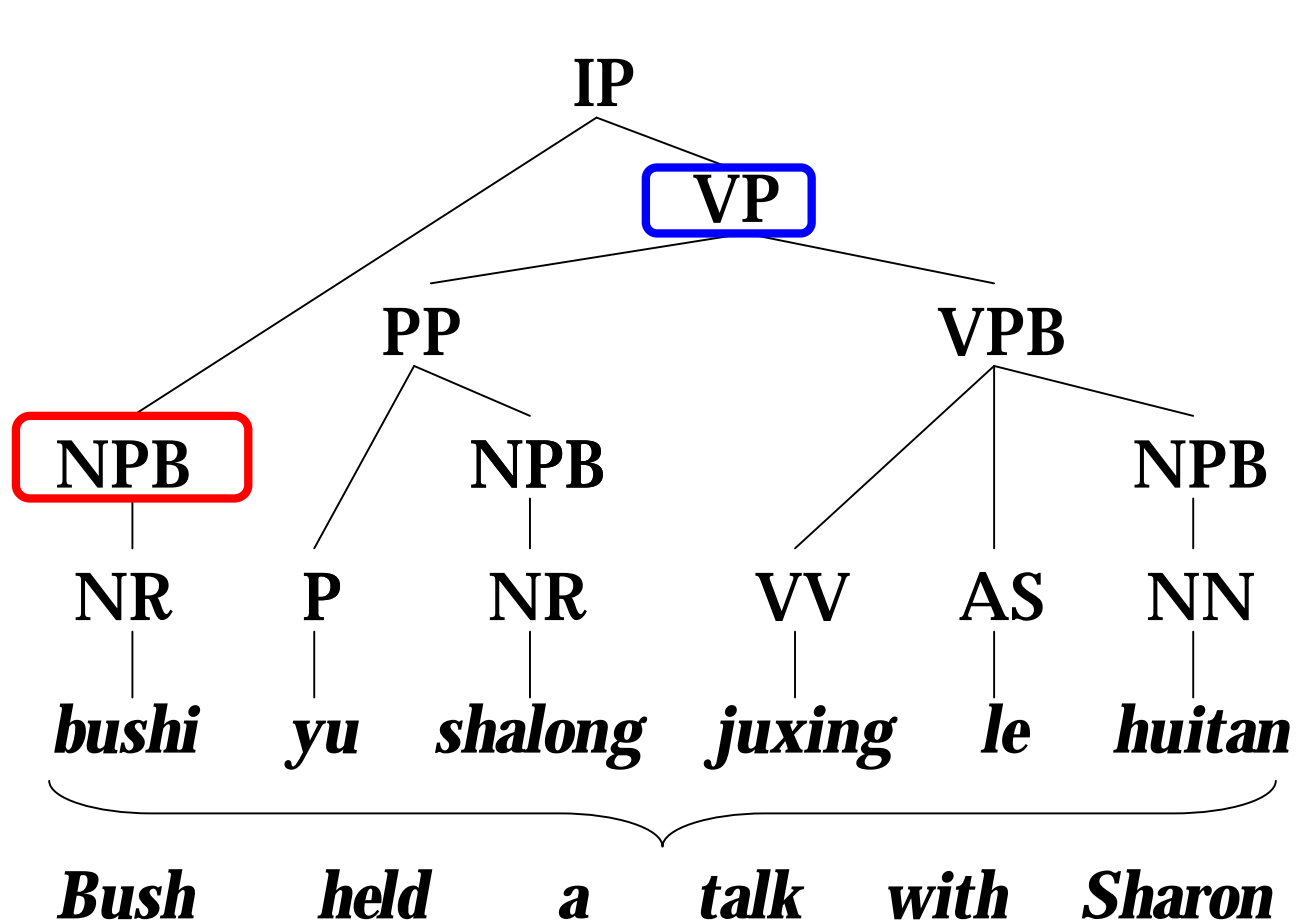 IP
VP
PP VPB
NPB NPB NPB
NR P NR VV AS NN
bushi yu shalong juxing le huitan
Bush held a talk with Sharon